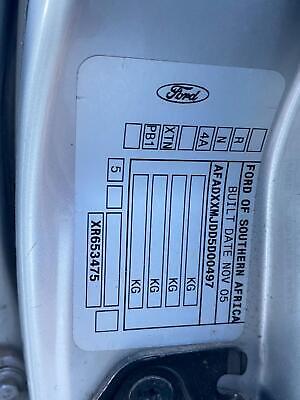 Ford
FORD OF SOUTHERN AFRICA
BUILT DATE NOV 05
AFADXXMJDD5D00497
KG
KG
KG
KG
R
N
4A
XTN
PB1
5
XR653475